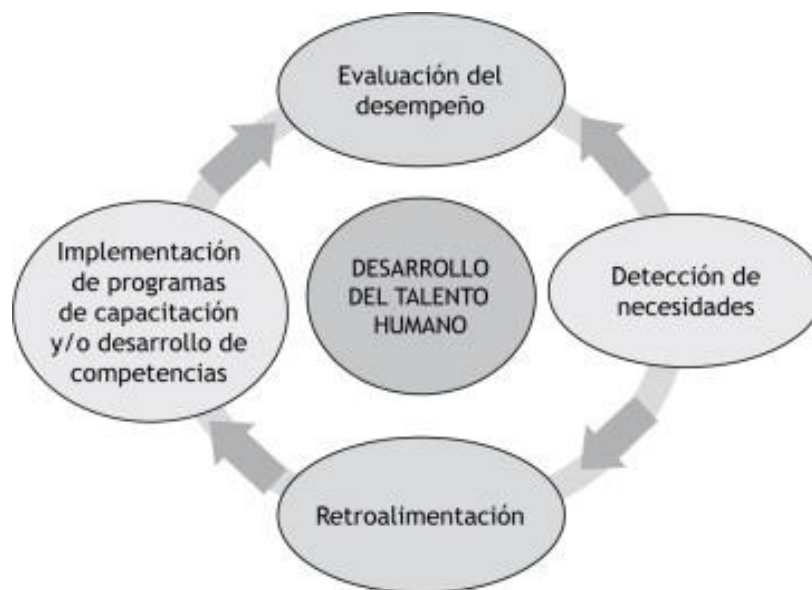 Evaluación del
desempeño
Implementación
de programas
de capacitación
y/o desarrollo de
competencias
DESARROLLO
DEL TALENTO
HUMANO
Detección de
necesidades
Retroalimentación